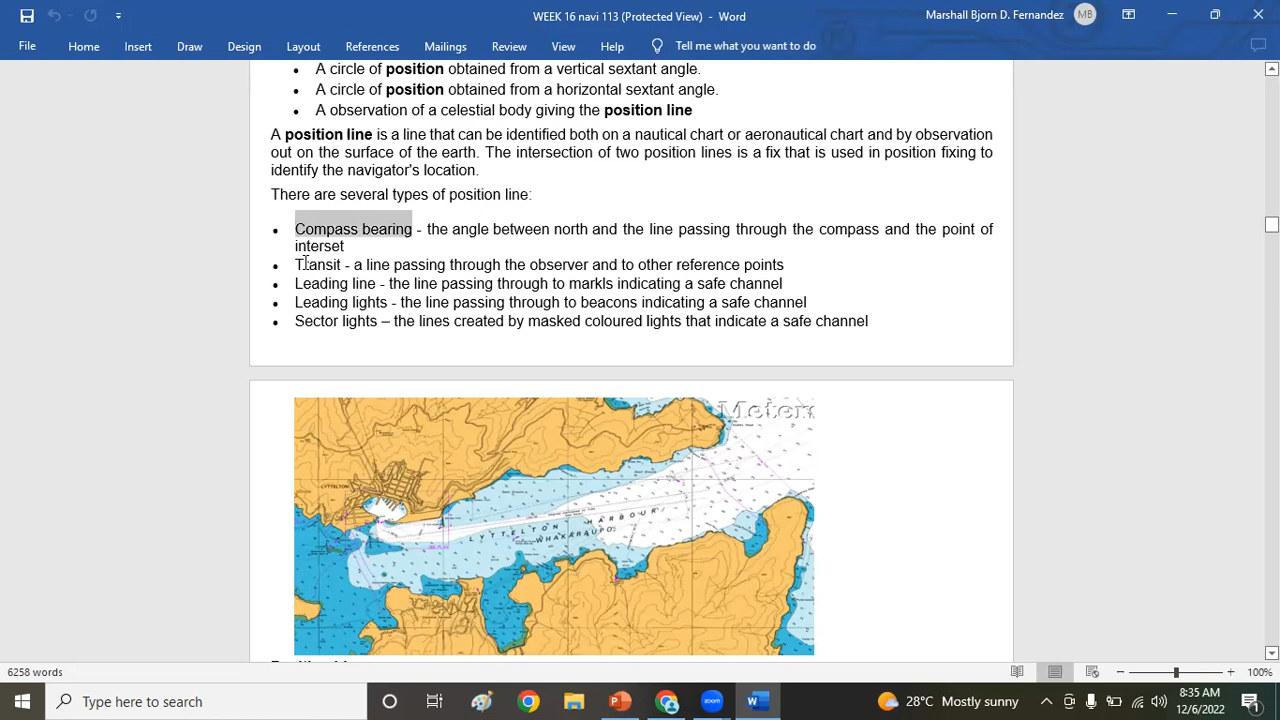 WEEK 16 navi 113 (Protected View) - Word
Marshall Bjorn D. Fernandez MB
File Home Insert Draw Design Layout References Mailings Review View Help Tell me what you want to do
• A circle of position obtained from a vertical sextant angle.
• A circle of position obtained from a horizontal sextant angle.
• A observation of a celestial body giving the position line
A position line is a line that can be identified both on a nautical chart or aeronautical chart and by observation
out on the surface of the earth. The intersection of two position lines is a fix that is used in position fixing to
identify the navigator's location.
There are several types of position line:
• Compass bearing - the angle between north and the line passing through the compass and the point of
interset
• Transit - a line passing through the observer and to other reference points
• Leading line - the line passing through to markls indicating a safe channel
• Leading lights - the line passing through to beacons indicating a safe channel
• Sector lights – the lines created by masked coloured lights that indicate a safe channel
LYTTELTON
LYTTELTON HARBOUR
WHAKARAUPO
6258 words
100%
Type here to search
zoom
28°C Mostly sunny
8:35 AM
12/6/2022
1